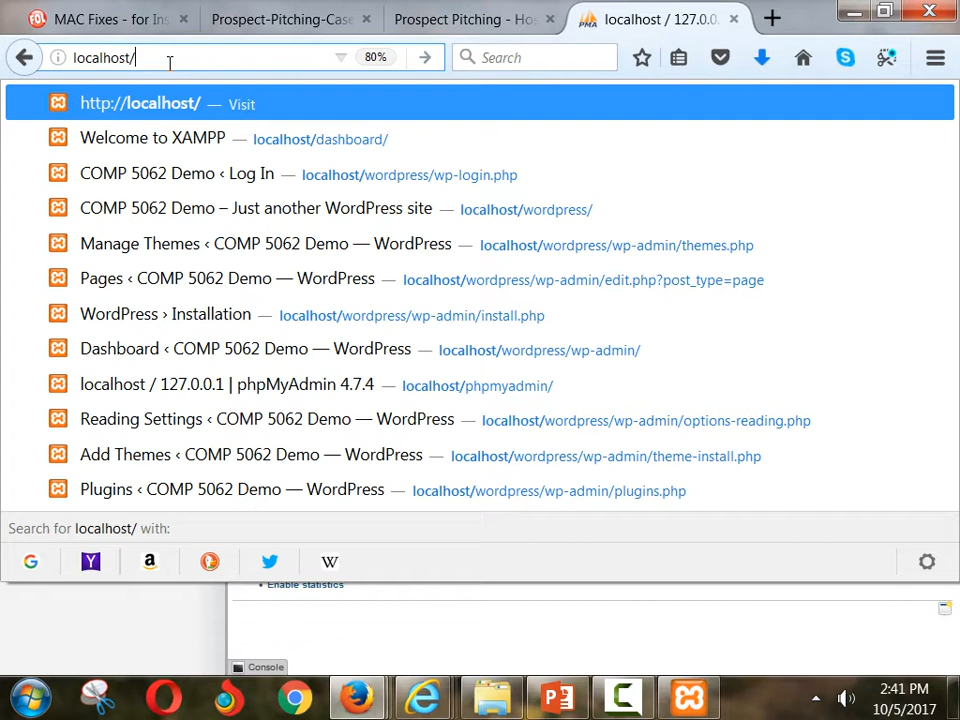 MAC Fixes - for Ins
Prospect-Pitching-Case
Prospect Pitching - Hos
PMA
localhost / 127.0.0.
localhost/
80%
Search
http://localhost/ — Visit
Welcome to XAMPP — localhost/dashboard/
COMP 5062 Demo ‹ Log In — localhost/wordpress/wp-login.php
COMP 5062 Demo – Just another WordPress site — localhost/wordpress/
Manage Themes ‹ COMP 5062 Demo — WordPress — localhost/wordpress/wp-admin/themes.php
Pages ‹ COMP 5062 Demo — WordPress — localhost/wordpress/wp-admin/edit.php?post_type=page
WordPress › Installation — localhost/wordpress/wp-admin/install.php
Dashboard ‹ COMP 5062 Demo — WordPress — localhost/wordpress/wp-admin/
localhost / 127.0.0.1 | phpMyAdmin 4.7.4 — localhost/phpmyadmin/
Reading Settings ‹ COMP 5062 Demo — WordPress — localhost/wordpress/wp-admin/options-reading.php
Add Themes ‹ COMP 5062 Demo — WordPress — localhost/wordpress/wp-admin/theme-install.php
Plugins ‹ COMP 5062 Demo — WordPress — localhost/wordpress/wp-admin/plugins.php
Search for localhost/ with:
Enable statistics
Console
2:41 PM
10/5/2017